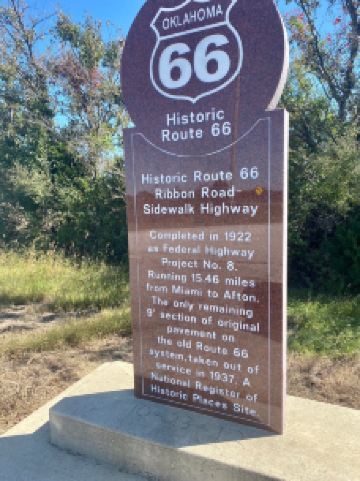 OKLAHOMA
66
Historic
Route 66
Historic Route 66
Ribbon Road-
Sidewalk Highway
Completed in 1922
as Federal Highway
Project No. 8.
Running 15.46 miles
from Miami to Afton.
The only remaining
9' section of original
pavement on
the old Route 66
system, taken out of
service in 1937. A
National Register of
Historic Places Site.